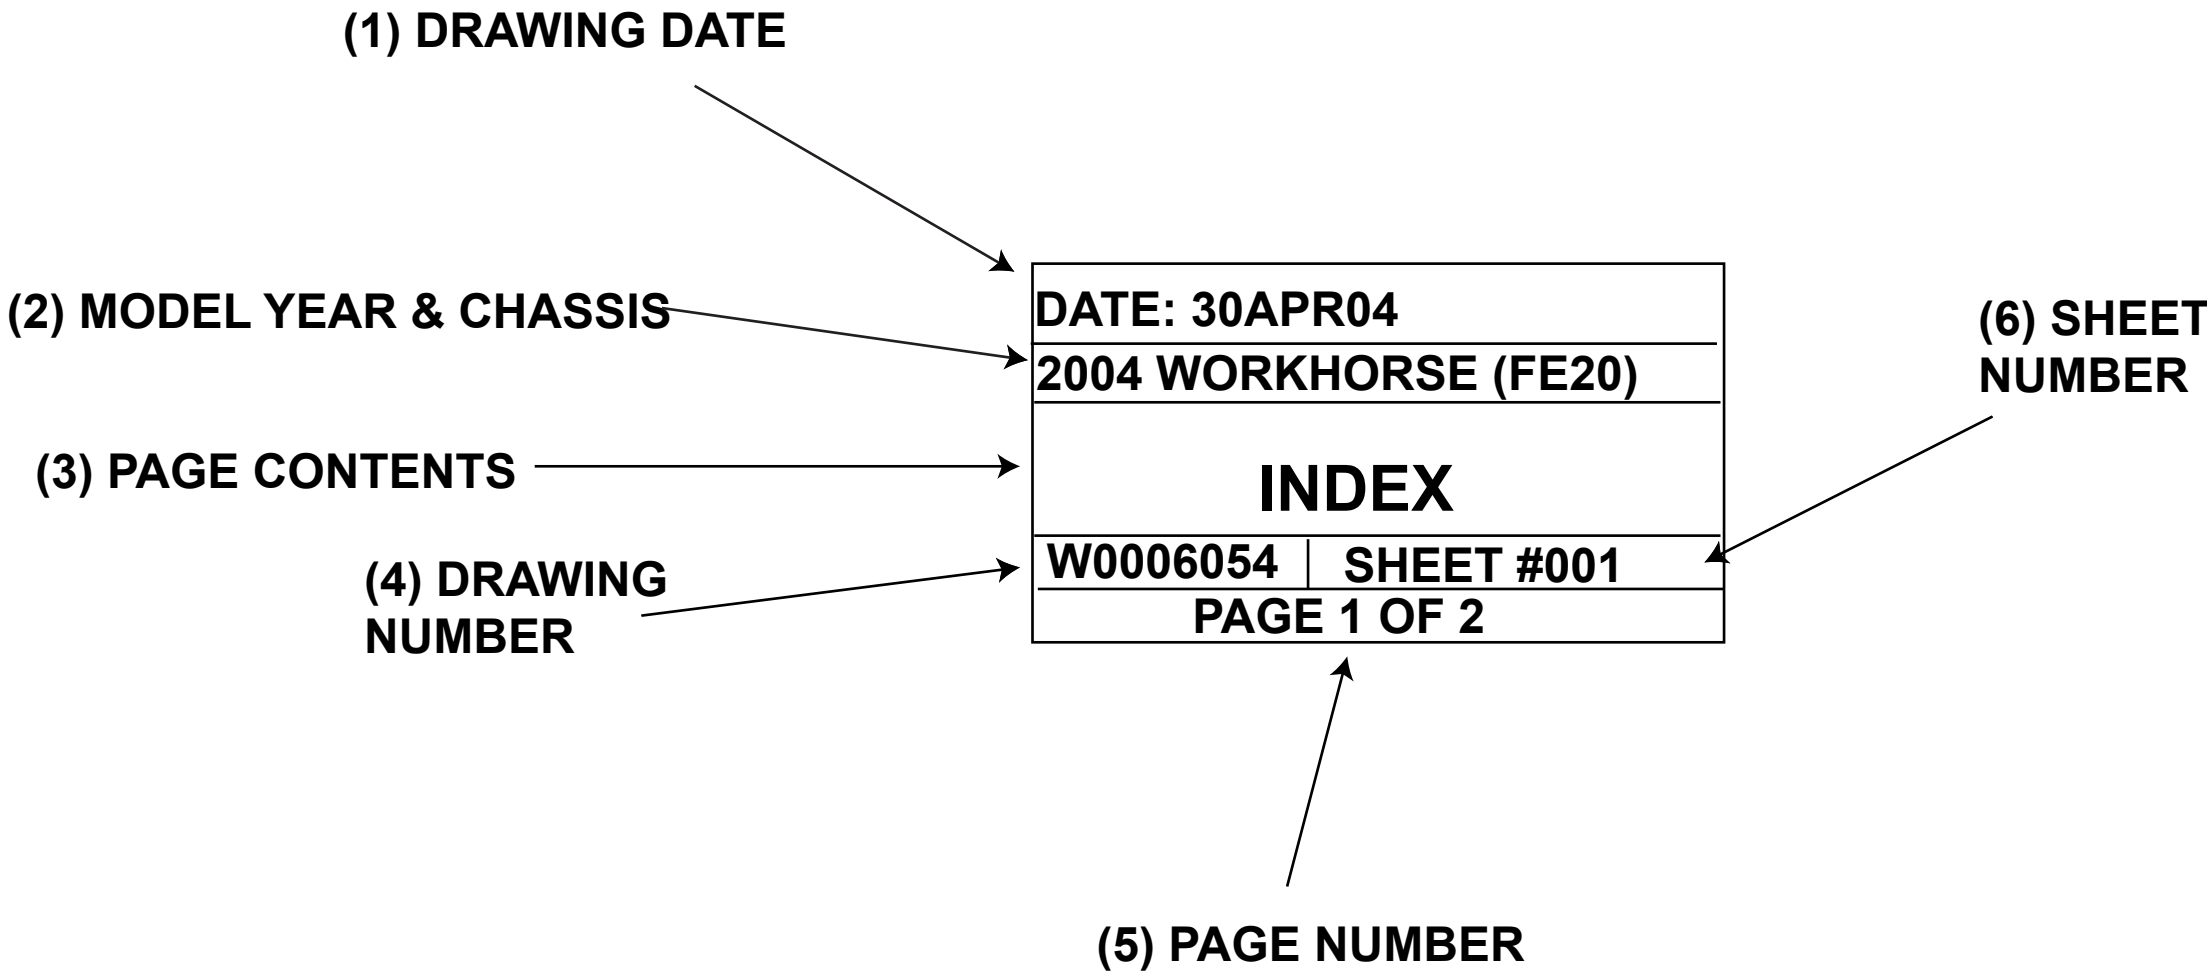 (1) DRAWING DATE
(2) MODEL YEAR & CHASSIS
(3) PAGE CONTENTS
(4) DRAWING
NUMBER
DATE: 30APR04
2004 WORKHORSE (FE20)
INDEX
W0006054 SHEET #001
PAGE 1 OF 2
(6) SHEET
NUMBER
(5) PAGE NUMBER